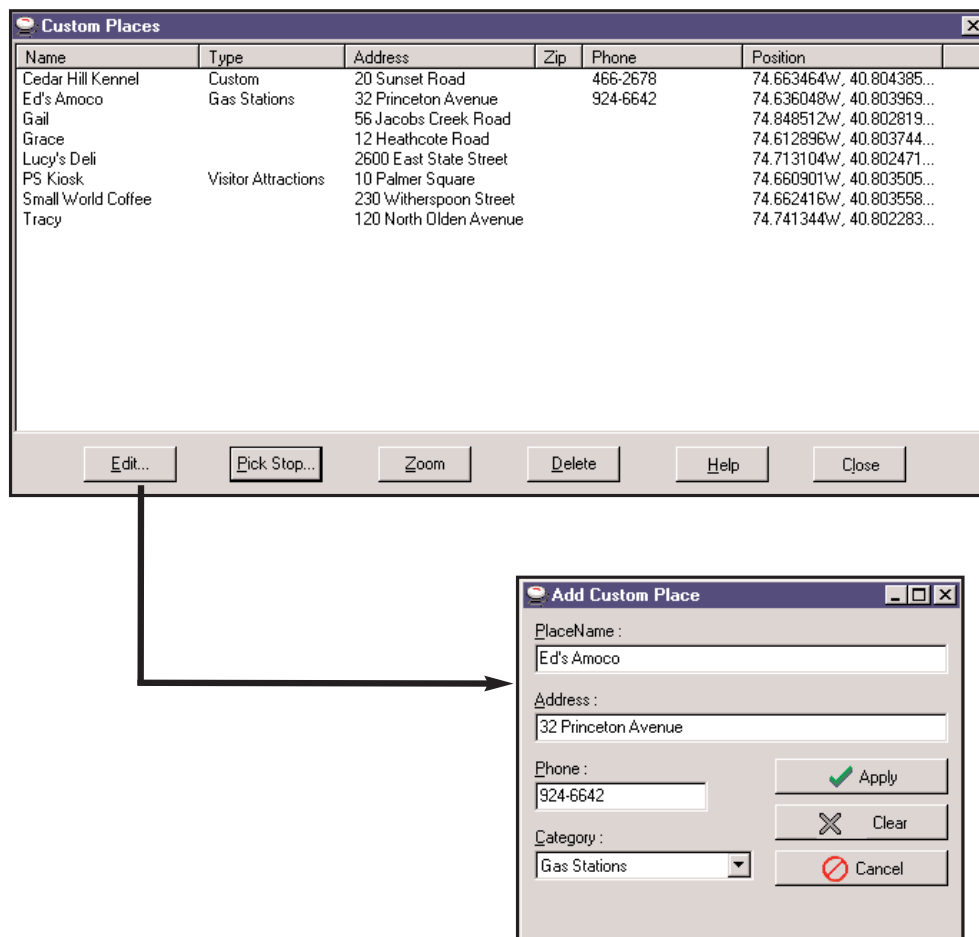 Custom Places
Name Type Address Zip Phone Position
Cedar Hill Kennel Custom 20 Sunset Road 466-2678 74.663464W, 40.804385...
Ed's Amoco Gas Stations 32 Princeton Avenue 924-6642 74.636048W, 40.803969...
Gail 56 Jacobs Creek Road 74.848512W, 40.802819...
Grace 12 Heathcote Road 74.612896W, 40.803744...
Lucy's Deli 2600 East State Street 74.713104W, 40.802471...
PS Kiosk Visitor Attractions 10 Palmer Square 74.660901W, 40.803505...
Small World Coffee 230 Witherspoon Street 74.662416W, 40.803558...
Tracy 120 North Olden Avenue 74.741344W, 40.802283...
Edit... Pick Stop... Zoom Delete Help Close
Add Custom Place
PlaceName :
Ed's Amoco
Address :
32 Princeton Avenue
Phone :
924-6642
Apply
Clear
Category :
Gas Stations
Cancel